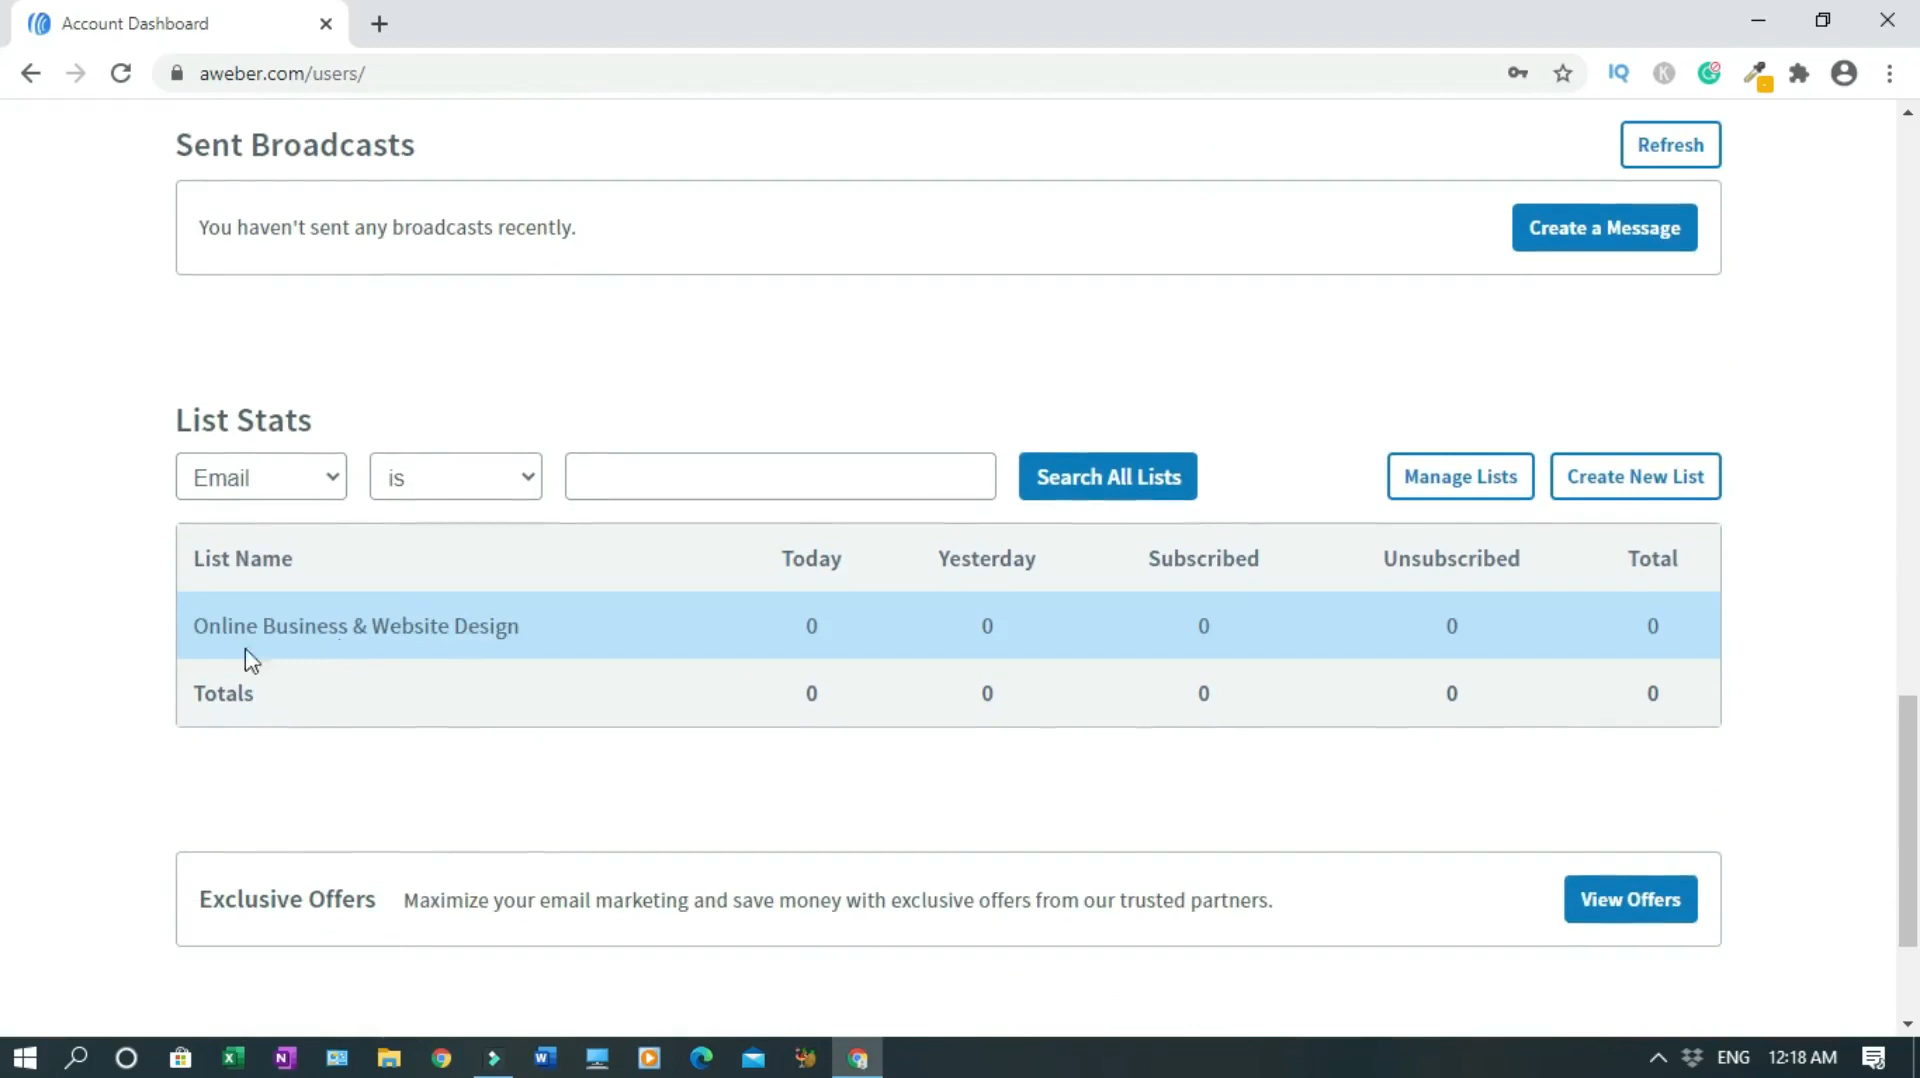 Account Dashboard
aweber.com/users/
IQ
K
Sent Broadcasts
Refresh
You haven't sent any broadcasts recently.
Create a Message
List Stats
Email
is
Search All Lists
Manage Lists
Create New List
List Name Today Yesterday Subscribed Unsubscribed Total
Online Business & Website Design 0 0 0 0 0
Totals 0 0 0 0 0
Exclusive Offers Maximize your email marketing and save money with exclusive offers from our trusted partners.
View Offers
ENG 12:18 AM